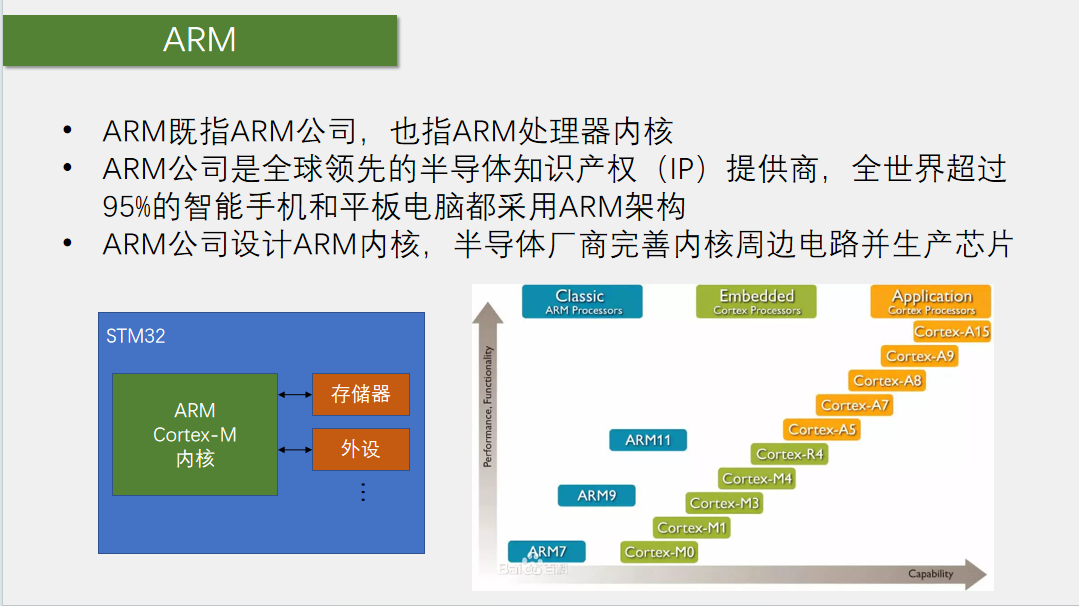 ARM
• ARM既指ARM公司，也指ARM处理器内核
• ARM公司是全球领先的半导体知识产权（IP）提供商，全世界超过
95%的智能手机和平板电脑都采用ARM架构
• ARM公司设计ARM内核，半导体厂商完善内核周边电路并生产芯片
STM32
ARM
Cortex-M
内核
存储器
外设
⋮
Classic
ARM Processors
Embedded
Cortex Processors
Application
Cortex Processors
Performance, Functionality
Cortex-A15
Cortex-A9
Cortex-A8
Cortex-A7
Cortex-A5
ARM11
Cortex-R4
Cortex-M4
ARM9
Cortex-M3
Cortex-M1
ARM7
Cortex-M0
Baidu百科
Capability